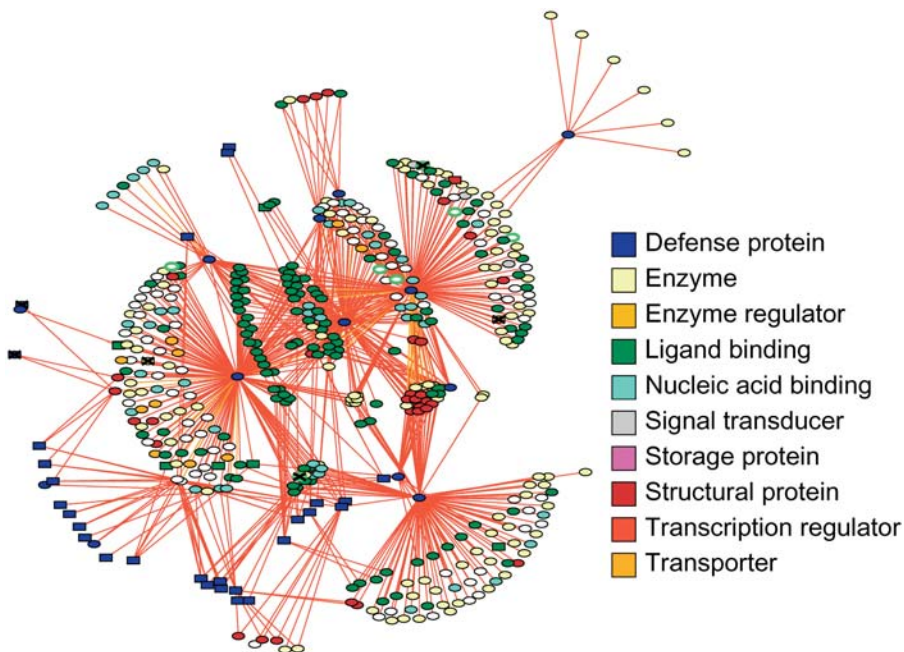 Defense protein
Enzyme
Enzyme regulator
Ligand binding
Nucleic acid binding
Signal transducer
Storage protein
Structural protein
Transcription regulator
Transporter